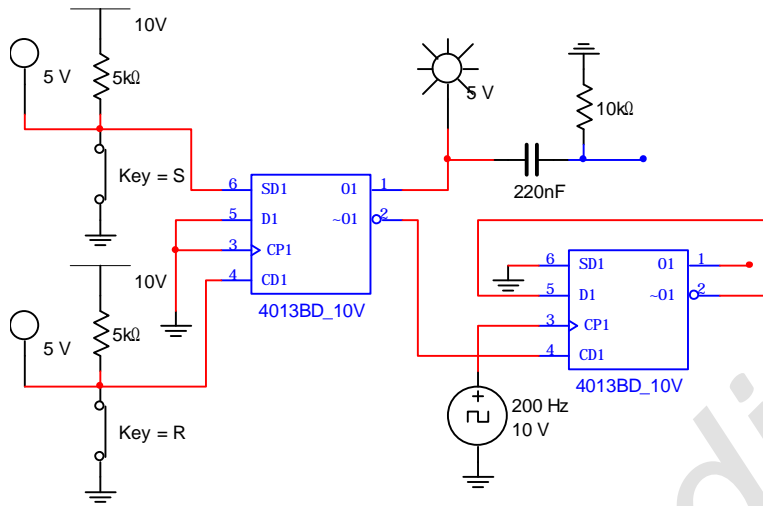 10V
5 V
5kΩ
Key = S
10V
5 V
5kΩ
Key = R
6 SD1 O1 1
5 D1 ~O1 2
3 CP1
4 CD1
4013BD_10V
5 V
10kΩ
220nF
6 SD1 O1 1
5 D1 ~O1 2
3 CP1
4 CD1
4013BD_10V
200 Hz
10 V